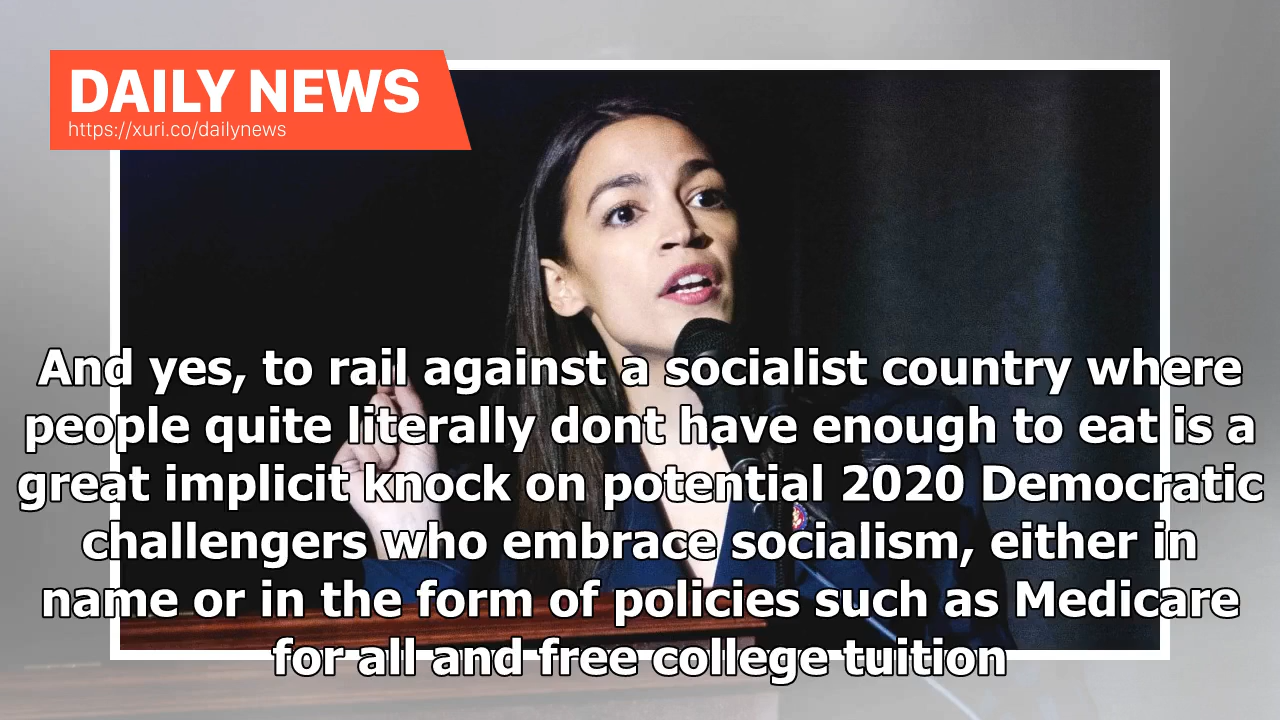 DAILY NEWS
https://xuri.co/dailynews
And yes, to rail against a socialist country where
people quite literally dont have enough to eat is a
great implicit knock on potential 2020 Democratic
challengers who embrace socialism, either in
name or in the form of policies such as Medicare
for all and free college tuition